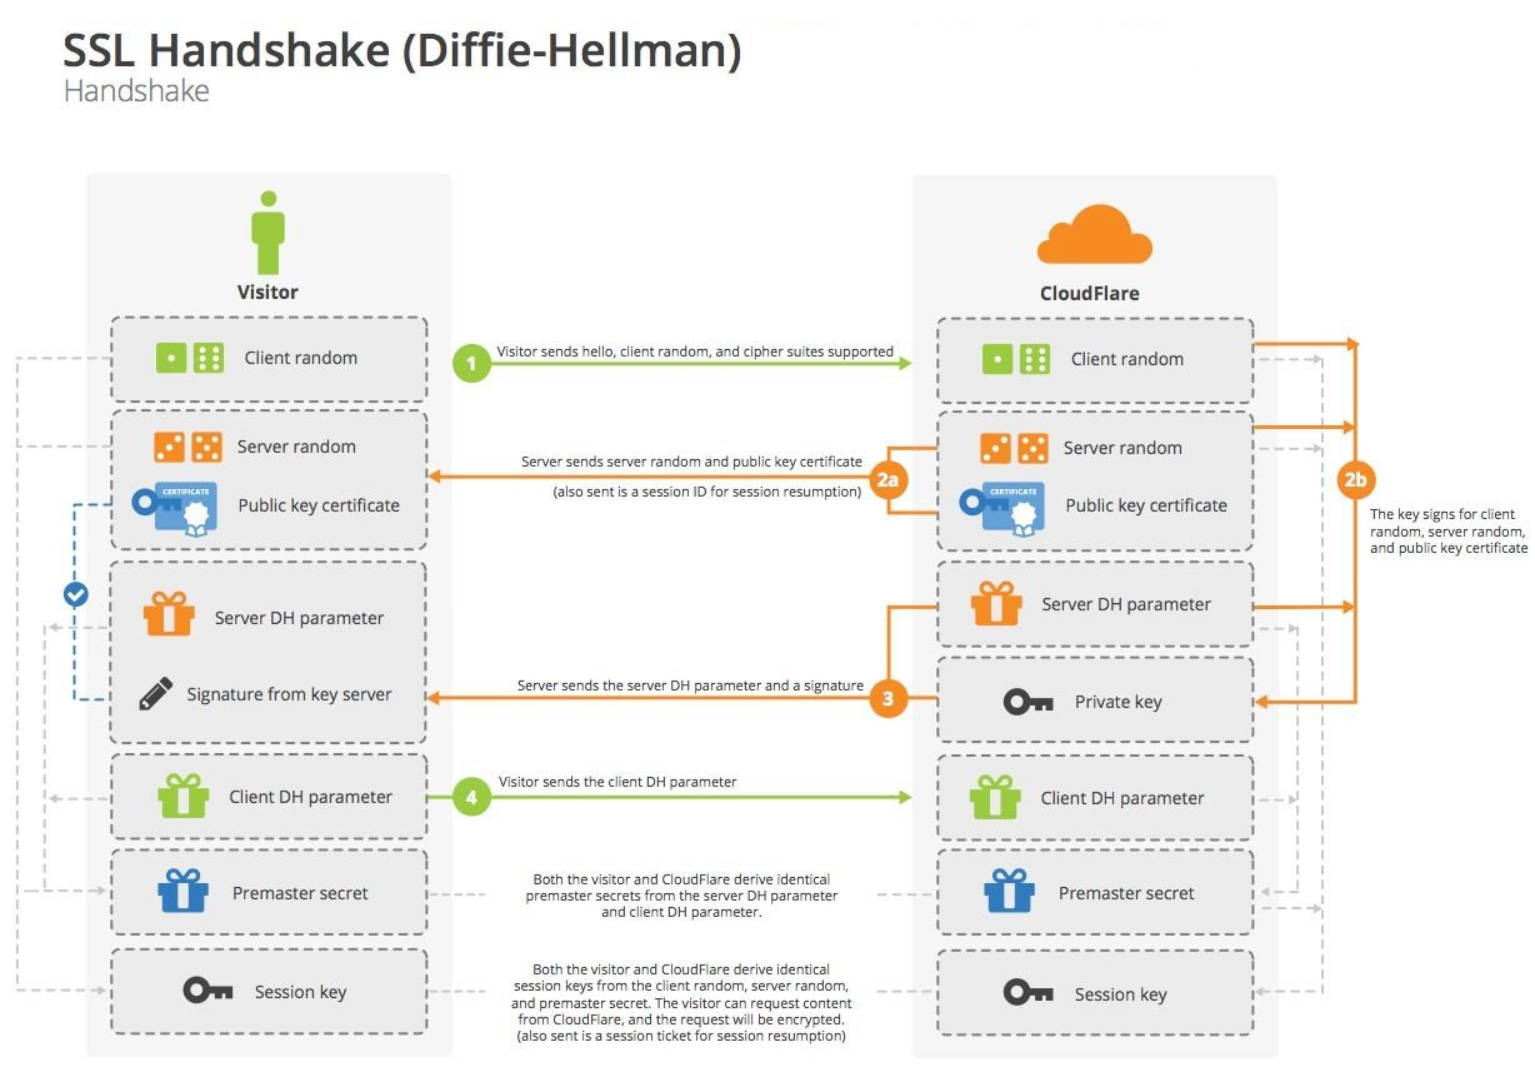 SSL Handshake (Diffie-Hellman)
Handshake
Visitor
CloudFlare
Client random
1
Visitor sends hello, client random, and cipher suites supported
Client random
Server random
Public key certificate
CERTIFICATE
Server sends server random and public key certificate
(also sent is a session ID for session resumption)
2a
Server random
Public key certificate
CERTIFICATE
2b
The key signs for client
random, server random,
and public key certificate
Server DH parameter
Signature from key server
Server sends the server DH parameter and a signature
3
Server DH parameter
Private key
Client DH parameter
4
Visitor sends the client DH parameter
Client DH parameter
Premaster secret
Both the visitor and CloudFlare derive identical
premaster secrets from the server DH parameter
and client DH parameter.
Premaster secret
Session key
Both the visitor and CloudFlare derive identical
session keys from the client random, server random,
and premaster secret. The visitor can request content
from CloudFlare, and the request will be encrypted.
(also sent is a session ticket for session resumption)
Session key